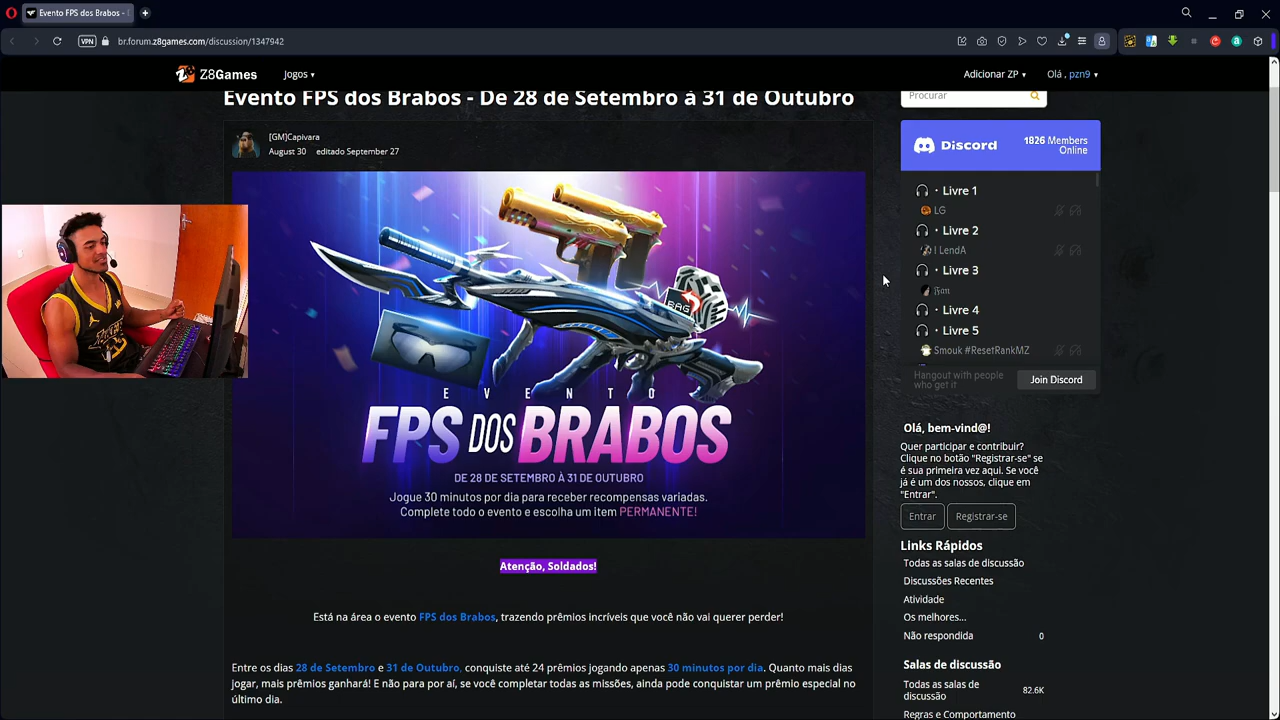 Evento FPS dos Brabos - 
br.forum.z8games.com/discussion/1347942
VPN
Z8Games
Jogos
Adicionar ZP
Olá , pzn9
Evento FPS dos Brabos - De 28 de Setembro á 31 de Outubro
[GM]Capivara
August 30 editado September 27
BAG
EVENTO
FPS DOS BRABOS
DE 28 DE SETEMBRO À 31 DE OUTUBRO
Jogue 30 minutos por dia para receber recompensas variadas.
Complete todo o evento e escolha um item PERMANENTE!
Atenção, Soldados!
Está na área o evento FPS dos Brabos, trazendo prêmios incríveis que você não vai querer perder!
Entre os dias 28 de Setembro e 31 de Outubro, conquiste até 24 prêmios jogando apenas 30 minutos por dia. Quanto mais dias
jogar, mais prêmios ganhará! E não para por aí, se você completar todas as missões, ainda pode conquistar um prêmio especial no
último dia.
Procurar
Discord
1826 Members
Online
• Livre 1
LG
• Livre 2
! LendA
• Livre 3
• Livre 4
• Livre 5
Smouk #ResetRankMZ
Hangout with people
who get it
Join Discord
Olá, bem-vind@!
Quer participar e contribuir?
Clique no botão "Registrar-se" se
é sua primeira vez aqui. Se você
já é um dos nossos, clique em
"Entrar".
Entrar
Registrar-se
Links Rápidos
Todas as salas de discussão
Discussões Recentes
Atividade
Os melhores...
Não respondida 0
Salas de discussão
Todas as salas de
discussão 82.6K
Regras e Comportamento